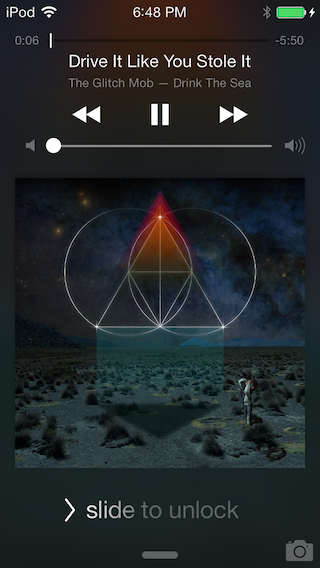 iPod 6:48 PM
0:06 -5:50
Drive It Like You Stole It
The Glitch Mob — Drink The Sea
slide to unlock